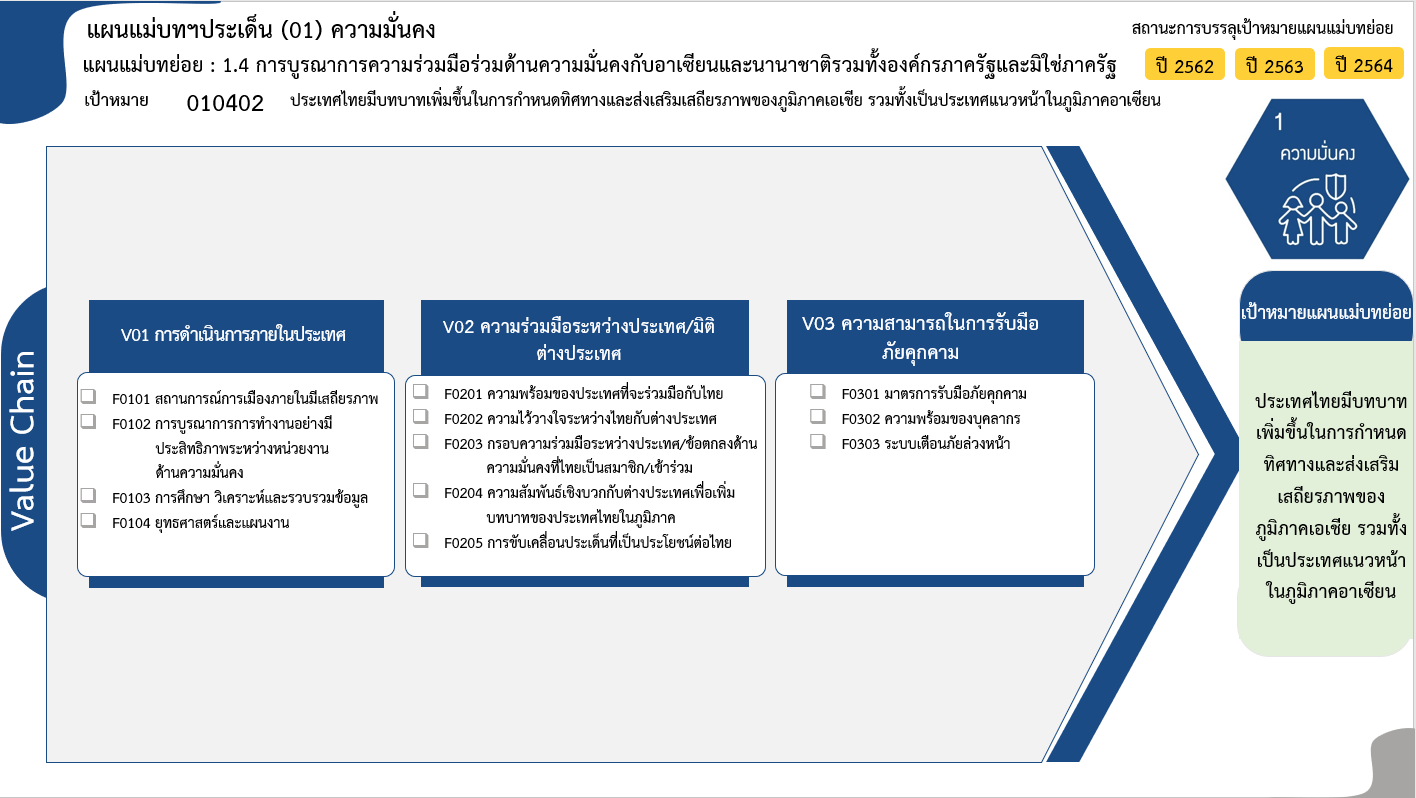 แผนแม่บทฯประเด็น (01) ความมั่นคง
สถานะการบรรลุเป้าหมายแผนแม่บทย่อย
แผนแม่บทย่อย : 1.4 การบูรณาการความร่วมมือร่วมด้านความมั่นคงกับอาเซียนและนานาชาติรวมทั้งองค์กรภาครัฐและมิใช่ภาครัฐ
ปี 2562 ปี 2563 ปี 2564
เป้าหมาย 010402 ประเทศไทยมีบทบาทเพิ่มขึ้นในการกำหนดทิศทางและส่งเสริมเสถียรภาพของภูมิภาคเอเชีย รวมทั้งเป็นประเทศแนวหน้าในภูมิภาคอาเซียน
1
ความมั่นคง
Value Chain
V01 การดำเนินการภายในประเทศ
F0101 สถานการณ์การเมืองภายในมีเสถียรภาพ
F0102 การบูรณาการการทำงานอย่างมี
ประสิทธิภาพระหว่างหน่วยงาน
ด้านความมั่นคง
F0103 การศึกษา วิเคราะห์และรวบรวมข้อมูล
F0104 ยุทธศาสตร์และแผนงาน
V02 ความร่วมมือระหว่างประเทศ/มิติ
ต่างประเทศ
F0201 ความพร้อมของประเทศที่จะร่วมมือกับไทย
F0202 ความไว้วางใจระหว่างไทยกับต่างประเทศ
F0203 กรอบความร่วมมือระหว่างประเทศ/ข้อตกลงด้าน
ความมั่นคงที่ไทยเป็นสมาชิก/เข้าร่วม
F0204 ความสัมพันธ์เชิงบวกกับต่างประเทศเพื่อเพิ่ม
บทบาทของประเทศไทยในภูมิภาค
F0205 การขับเคลื่อนประเด็นที่เป็นประโยชน์ต่อไทย
V03 ความสามารถในการรับมือ
ภัยคุกคาม
F0301 มาตรการรับมือภัยคุกคาม
F0302 ความพร้อมของบุคลากร
F0303 ระบบเตือนภัยล่วงหน้า
เป้าหมายแผนแม่บทย่อย
ประเทศไทยมีบทบาท
เพิ่มขึ้นในการกำหนด
ทิศทางและส่งเสริม
เสถียรภาพของ
ภูมิภาคเอเชีย รวมทั้ง
เป็นประเทศแนวหน้า
ในภูมิภาคอาเซียน